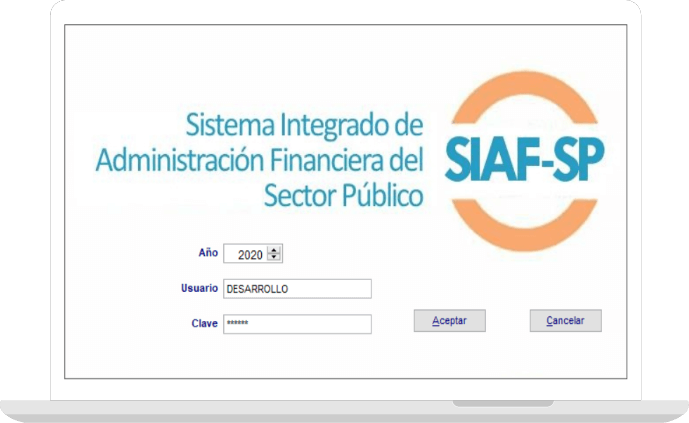 Sistema Integrado de
Administración Financiera del
Sector Público
SIAF-SP
Año 2020
Usuario DESARROLLO
Clave ******
Aceptar Cancelar